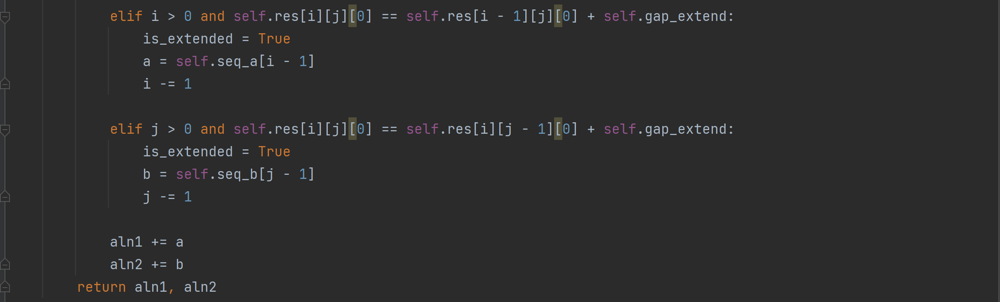 elif i > 0 and self.res[i][j][0] == self.res[i - 1][j][0] + self.gap_extend:
is_extended = True
a = self.seq_a[i - 1]
i -= 1
elif j > 0 and self.res[i][j][0] == self.res[i][j - 1][0] + self.gap_extend:
is_extended = True
b = self.seq_b[j - 1]
j -= 1
aln1 += a
aln2 += b
return aln1, aln2